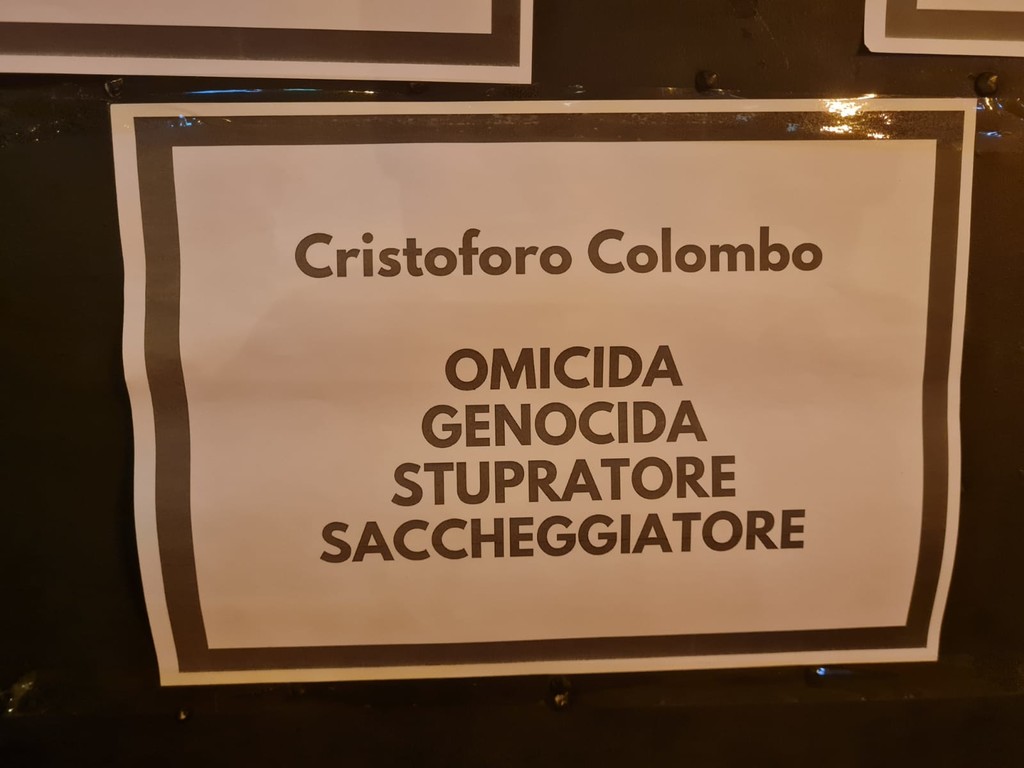 Cristoforo Colombo
OMICIDA
GENOCIDA
STUPRATORE
SACCHEGGIATORE